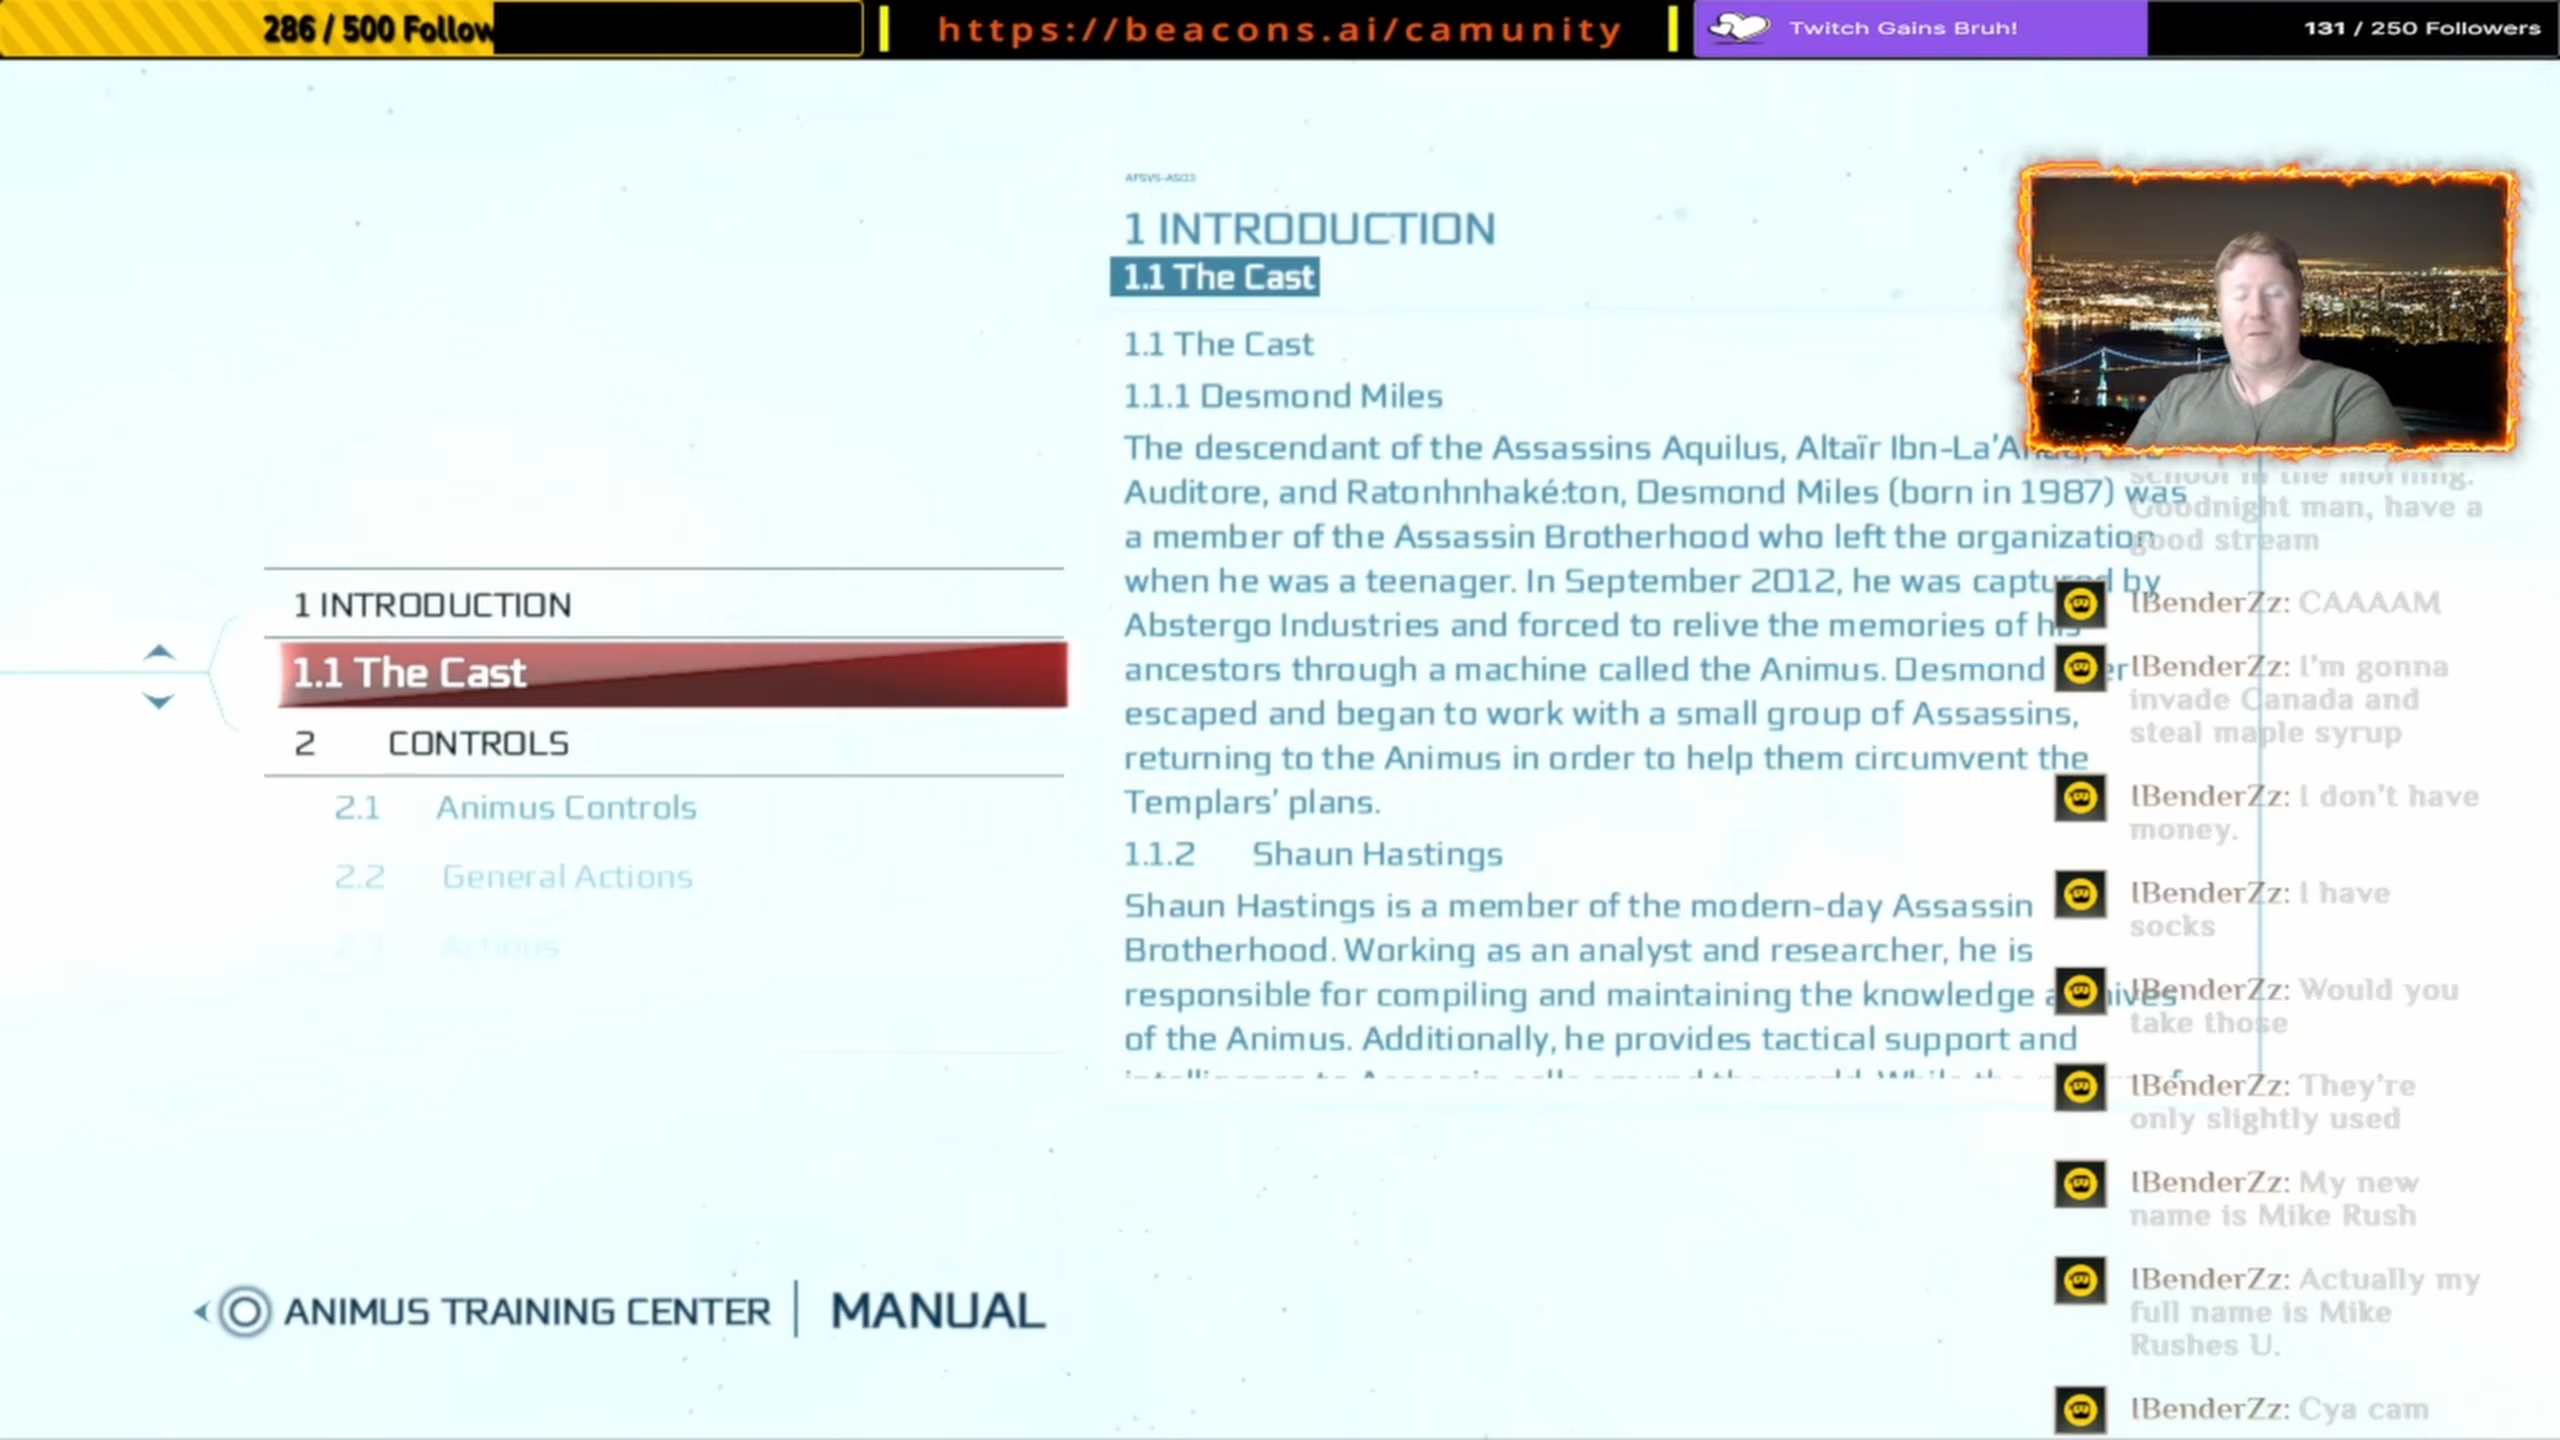 286 / 500 Follow
https://beacons.ai/camunity
Twitch Gains Bruh!
131 / 250 Followers
1 INTRODUCTION
1.1 The Cast
2 CONTROLS
2.1 Animus Controls
2.2 General Actions
Actions
ANIMUS TRAINING CENTER
MANUAL
1 INTRODUCTION
1.1 The Cast
1.1 The Cast
1.1.1 Desmond Miles
The descendant of the Assassins Aquilus, Altaïr
Auditore, and Ratonhnhaké:ton, Desmond Miles (born in 1987) was
a member of the Assassin Brotherhood who left the organization
when he was a teenager. In September 2012, he was captured by
Abstergo Industries and forced to relive the memories of his
ancestors through a machine called the Animus. Desmond
escaped and began to work with a small group of Assassins,
returning to the Animus in order to help them circumvent the
Templars' plans.
1.1.2 Shaun Hastings
Shaun Hastings is a member of the modern-day Assassin
Brotherhood. Working as an analyst and researcher, he is
responsible for compiling and maintaining the knowledge
of the Animus. Additionally, he provides tactical support and
school in the morning.
Goodnight man, have a
good stream
lBenderZz: CAAAAM
lBenderZz: I'm gonna
invade Canada and
steal maple syrup
lBenderZz: I don't have
money.
lBenderZz: I have
socks
lBenderZz: Would you
take those
lBenderZz: They're
only slightly used
lBenderZz: My new
name is Mike Rush
lBenderZz: Actually my
full name is Mike
Rushes U.
lBenderZz: Cya cam